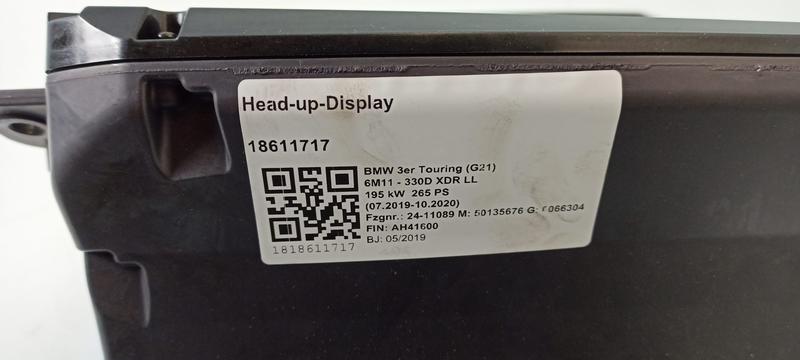 Head-up-Display
18611717
BMW 3er Touring (G21)
6M11 - 330D XDR LL
195 kW 265 PS
(07.2019-10.2020)
Fzgnr.: 24-11089 M: 50135676 G:
FIN: AH41600
BJ: 05/2019
1818611717